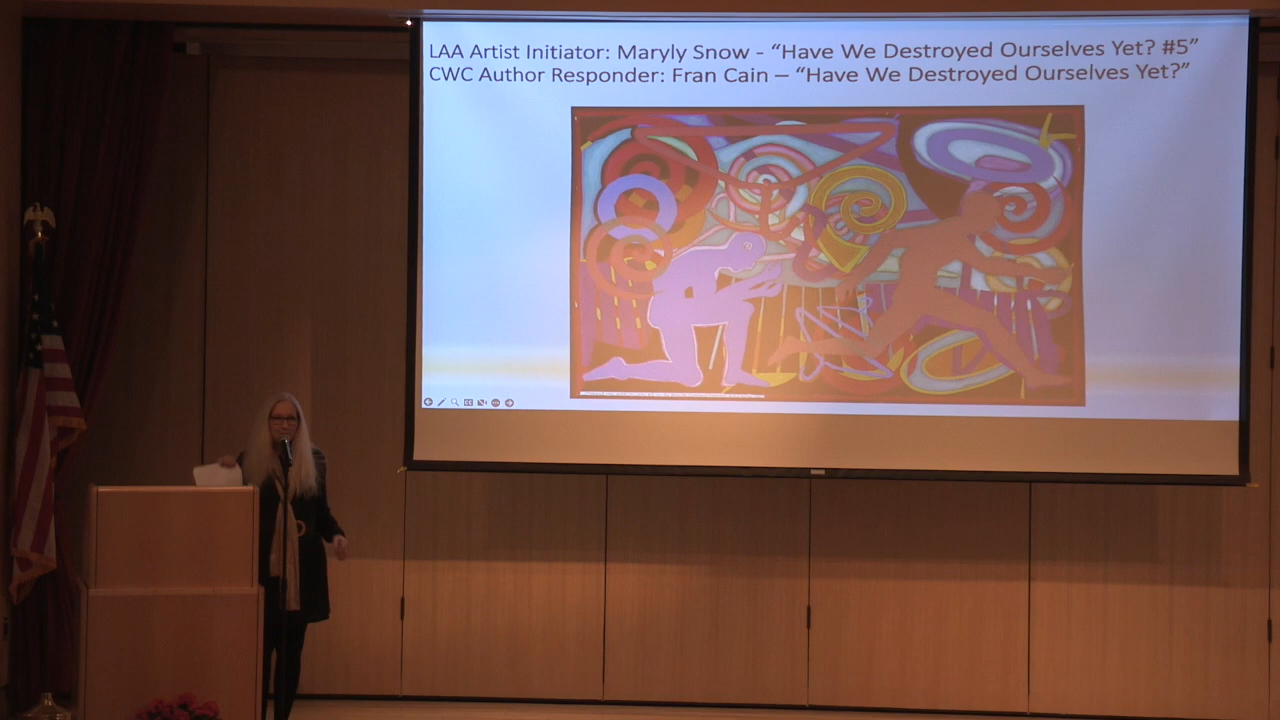 LAA Artist Initiator: Maryly Snow - “Have We Destroyed Ourselves Yet? #5”
CWC Author Responder: Fran Cain – “Have We Destroyed Ourselves Yet?”